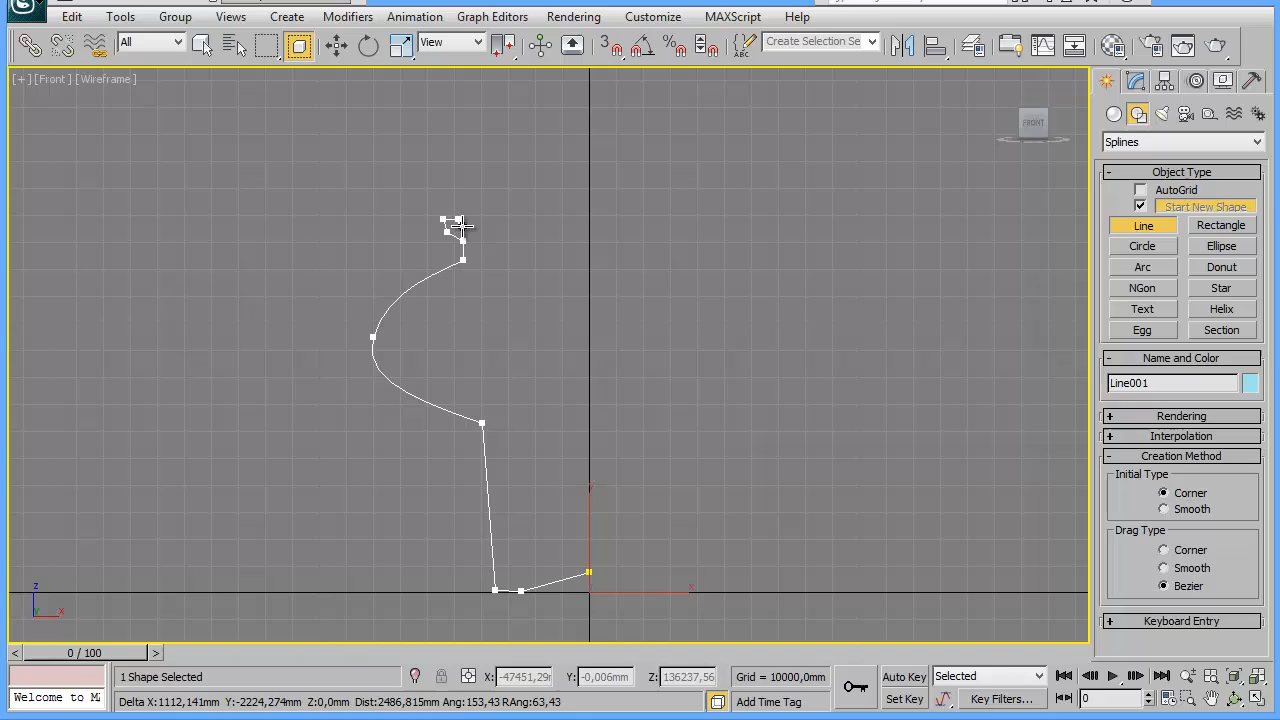 Edit Tools Group Views Create Modifiers Animation Graph Editors Rendering Customize MAXScript Help
All View 3 Create Selection Se
[+] [Front] [Wireframe]
FRONT
Splines
- Object Type
AutoGrid
Start New Shape
Line Rectangle
Circle Ellipse
Arc Donut
NGon Star
Text Helix
Egg Section
- Name and Color
Line001
+ Rendering
+ Interpolation
- Creation Method
Initial Type
Corner
Smooth
Drag Type
Corner
Smooth
Bezier
+ Keyboard Entry
y
x
z
y x
< 0 / 100 >
1 Shape Selected X: -47451,29 Y: -0,006mm Z: 136237,56 Grid = 10000,0mm Auto Key Selected
Welcome to MA Delta X:1112,141mm Y:-2224,274mm Z:0,0mm Dist:2486,815mm Ang:153,43 RAng:63,43 Add Time Tag Set Key Key Filters... 0